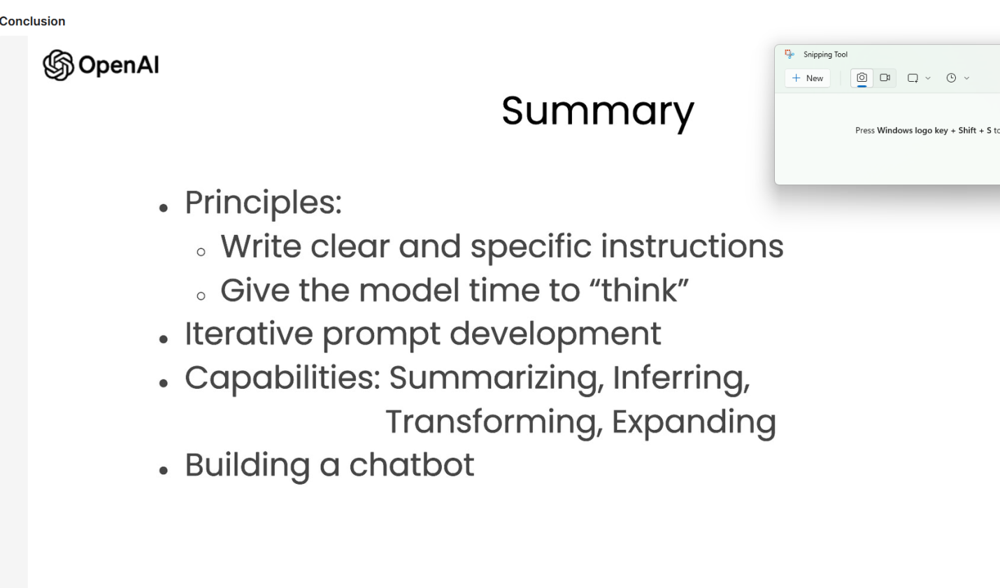 Conclusion
OpenAI
Snipping Tool
New
Press Windows logo key + Shift + S to
Summary
• Principles:
○ Write clear and specific instructions
○ Give the model time to “think”
• Iterative prompt development
• Capabilities: Summarizing, Inferring,
Transforming, Expanding
• Building a chatbot